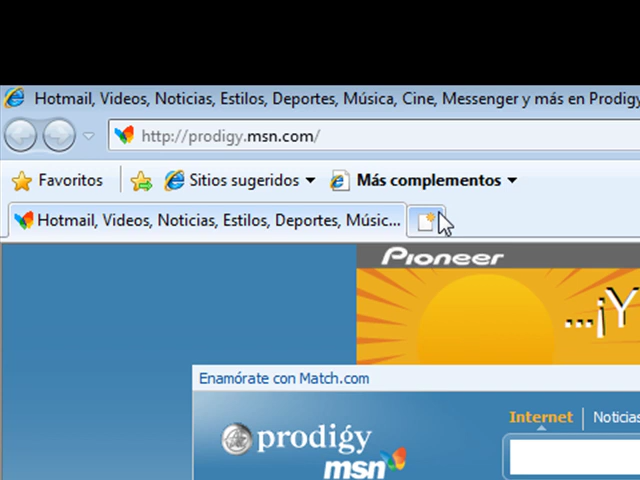 Hotmail, Videos, Noticias, Estilos, Deportes, Música, Cine, Messenger y más en Prodigy
http://prodigy.msn.com/
Favoritos Sitios sugeridos Más complementos
Hotmail, Videos, Noticias, Estilos, Deportes, Músic...
Pioneer
...¡Y
Enamórate con Match.com
Internet Noticias
prodigy
msn